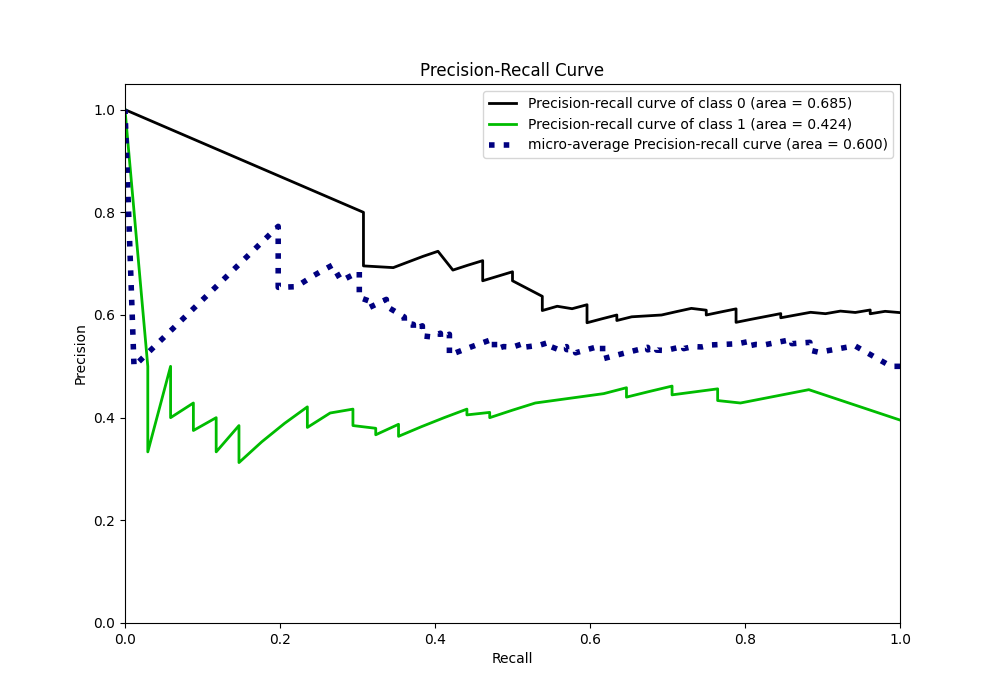 Precision-Recall Curve
Precision-recall curve of class 0 (area = 0.685)
Precision-recall curve of class 1 (area = 0.424)
micro-average Precision-recall curve (area = 0.600)
Precision
1.0
0.8
0.6
0.4
0.2
0.0
0.0 0.2 0.4 0.6 0.8 1.0
Recall